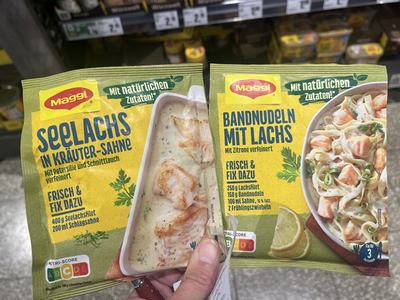 Maggi
Mit natürlichen
Zutaten!
SEELACHS
IN KRÄUTER-SAHNE
Mit Petersilie und Schnittlauch
verfeinert
FRISCH &
FIX DAZU
400 g Seelachsfilet
200 ml Schlagsahne
NUTRI-SCORE
Maggi
Mit natürlichen
Zutaten!
BANDNUDELN
MIT LACHS
Mit Zitrone verfeinert
FRISCH &
FIX DAZU
250 g Lachsfilet
150 g Bandnudeln
100 ml Sahne,
2 Frühlingszwiebeln
NUTRI-SCORE
3